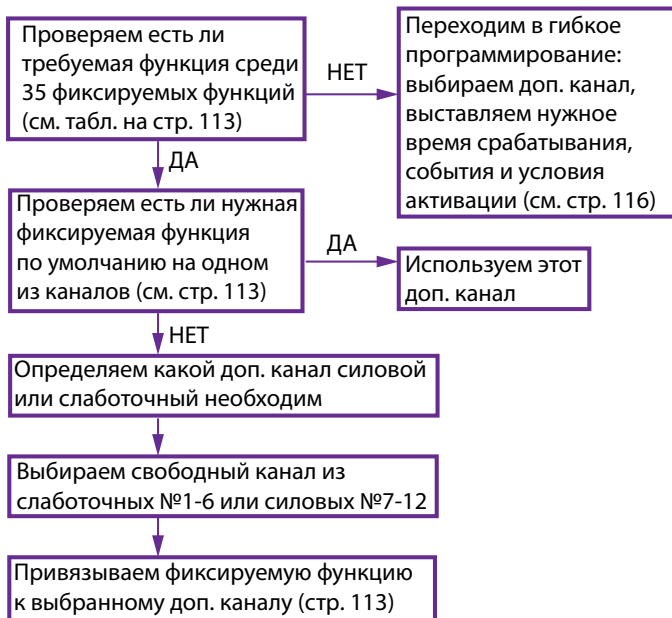 Проверяем есть ли
требуемая функция среди
35 фиксируемых функций
(см. табл. на стр. 113)
НЕТ
Переходим в гибкое
программирование:
выбираем доп. канал,
выставляем нужное
время срабатывания,
события и условия
активации (см. стр. 116)
ДА
Проверяем есть ли нужная
фиксируемая функция
по умолчанию на одном
из каналов (см. стр. 113)
ДА
Используем этот
доп. канал
НЕТ
Определяем какой доп. канал силовой
или слаботочный необходим
Выбираем свободный канал из
слаботочных №1-6 или силовых №7-12
Привязываем фиксируемую функцию
к выбранному доп. каналу (стр. 113)